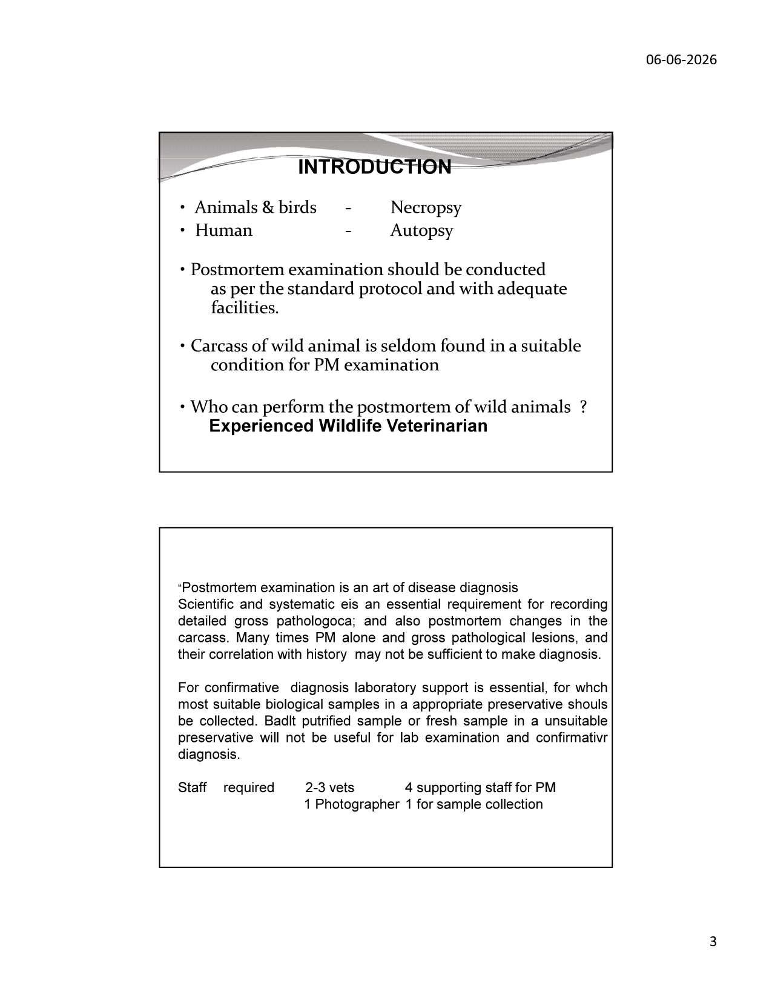 06-06-2026
INTRODUCTION
• Animals & birds - Necropsy
• Human - Autopsy
• Postmortem examination should be conducted
as per the standard protocol and with adequate
facilities.
• Carcass of wild animal is seldom found in a suitable
condition for PM examination
• Who can perform the postmortem of wild animals ?
Experienced Wildlife Veterinarian
“Postmortem examination is an art of disease diagnosis
Scientific and systematic eis an essential requirement for recording
detailed gross pathologoca; and also postmortem changes in the
carcass. Many times PM alone and gross pathological lesions, and
their correlation with history may not be sufficient to make diagnosis.
For confirmative diagnosis laboratory support is essential, for whch
most suitable biological samples in a appropriate preservative shouls
be collected. Badlt putrified sample or fresh sample in a unsuitable
preservative will not be useful for lab examination and confirmativr
diagnosis.
Staff required 2-3 vets 4 supporting staff for PM
1 Photographer 1 for sample collection
3